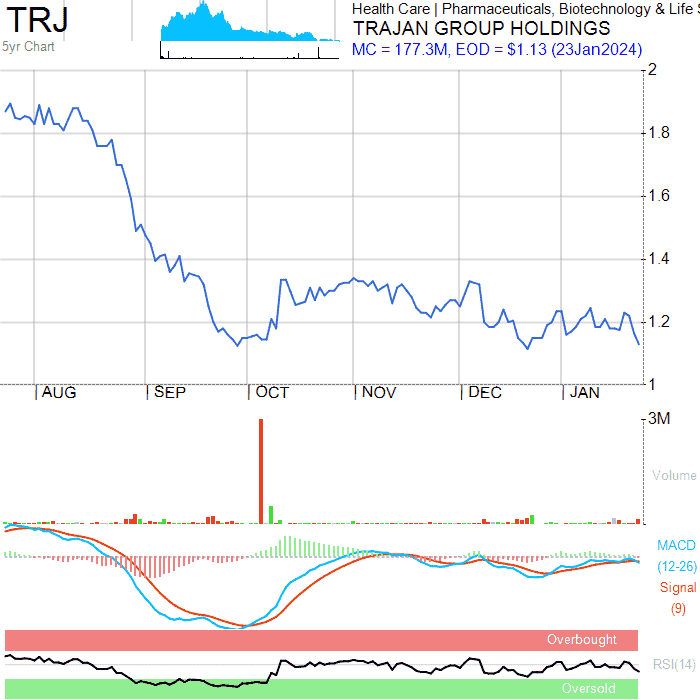 TRJ
5yr Chart
Health Care | Pharmaceuticals, Biotechnology & Life S
TRAJAN GROUP HOLDINGS
MC = 177.3M, EOD = $1.13 (23Jan2024)
2
1.8
1.6
1.4
1.2
1
AUG SEP OCT NOV DEC JAN
3M
Volume
MACD
(12-26)
Signal
(9)
Overbought
RSI(14)
Oversold